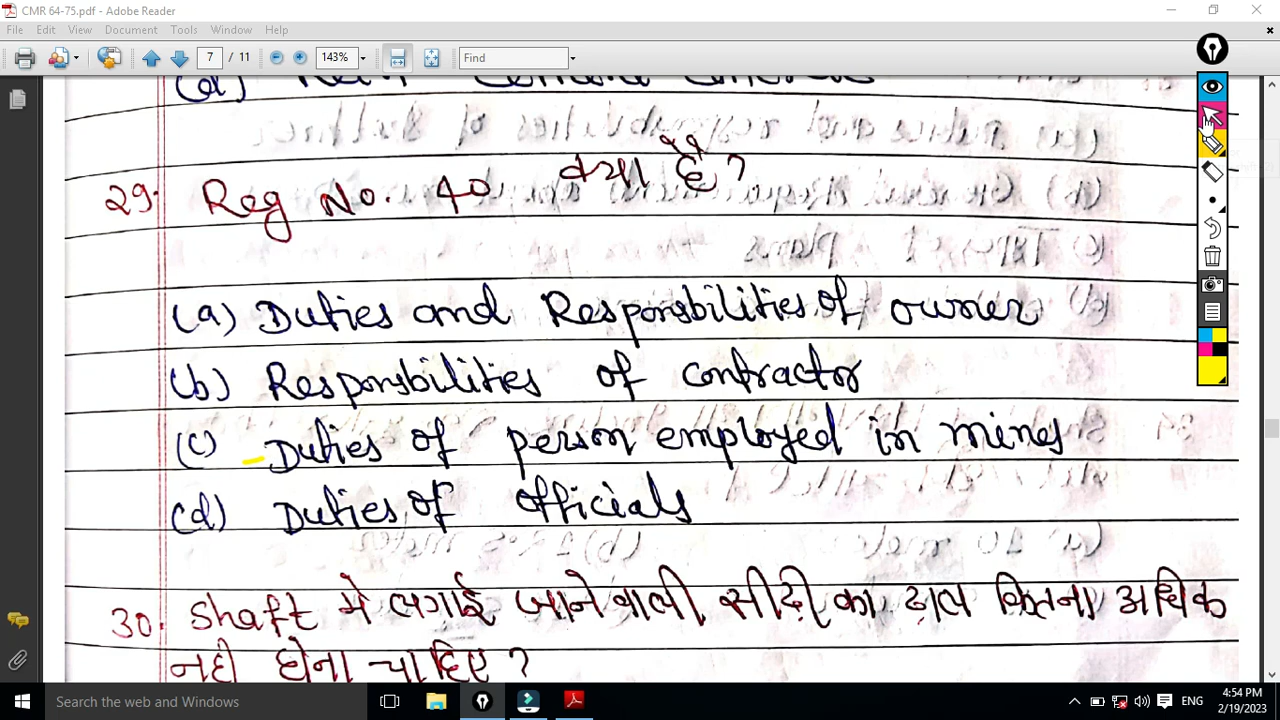 CMR 64-75.pdf - Adobe Reader
File Edit View Document Tools Window Help
7 / 11 143% Find
29. Reg No. 40 क्या है ?
(a) Duties and Responsbilities of owner
(b) Responsbilities of contractor
(c) Duties of person employed in mines
(d) Duties of officials
30. Shaft में लगाई जाने वाली सीढ़ी का ढाल कितना अधिक
नही होना चाहिए ?
Search the web and Windows
ENG
4:54 PM
2/19/2023